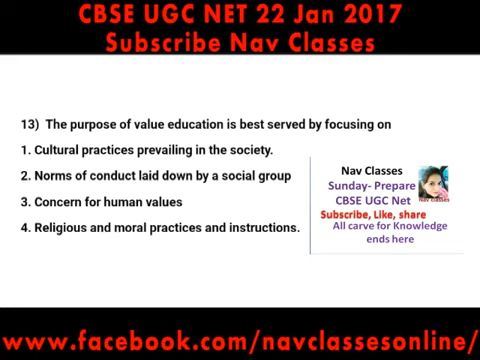 CBSE UGC NET 22 Jan 2017
Subscribe Nav Classes
13) The purpose of value education is best served by focusing on
1. Cultural practices prevailing in the society.
2. Norms of conduct laid down by a social group
3. Concern for human values
4. Religious and moral practices and instructions.
Nav Classes
Sunday- Prepare
CBSE UGC Net
Nav classes
Subscribe, Like, share
All carve for Knowledge
ends here
www.facebook.com/navclassesonline/